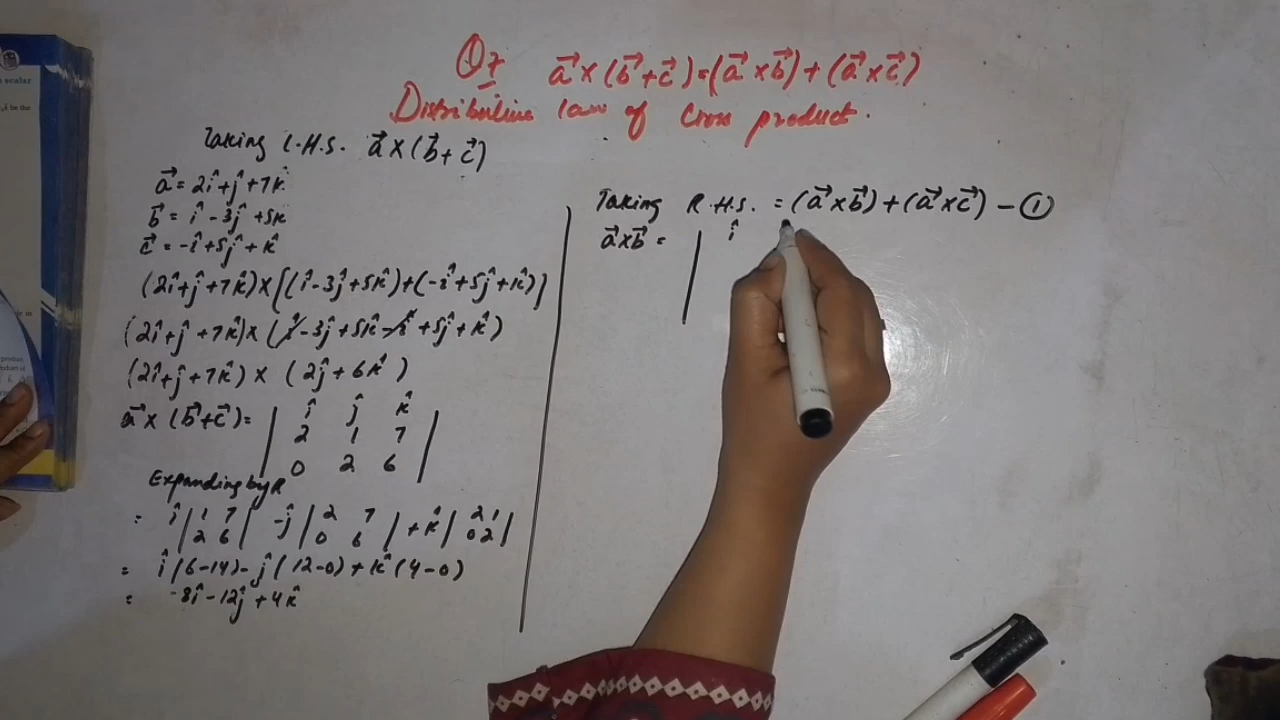 Q7 a⃗×(b⃗+c⃗)=(a⃗×b⃗)+(a⃗×c⃗)
Distributive law of Cross product.
Taking L.H.S. a⃗×(b⃗+c⃗)
a⃗=2î+ĵ+7k̂
b⃗=î-3ĵ+5k̂
c⃗=-î+5ĵ+k̂
(2î+ĵ+7k̂)×[(î-3ĵ+5k̂)+(-î+5ĵ+k̂)]
(2î+ĵ+7k̂)×(î-3ĵ+5k̂-î+5ĵ+k̂)
(2î+ĵ+7k̂)×(2ĵ+6k̂)
î ĵ k̂
a⃗×(b⃗+c⃗)= | 2 1 7 |
0 2 6
Expanding by R
= î | 1 7 | -ĵ | 2 7 | +k̂ | 2 1 |
2 6 0 6 0 2
= î(6-14)-ĵ(12-0)+k̂(4-0)
= -8î-12ĵ+4k̂
Taking R.H.S. =(a⃗×b⃗)+(a⃗×c⃗) -①
a⃗×b⃗= | î
scalar
be the